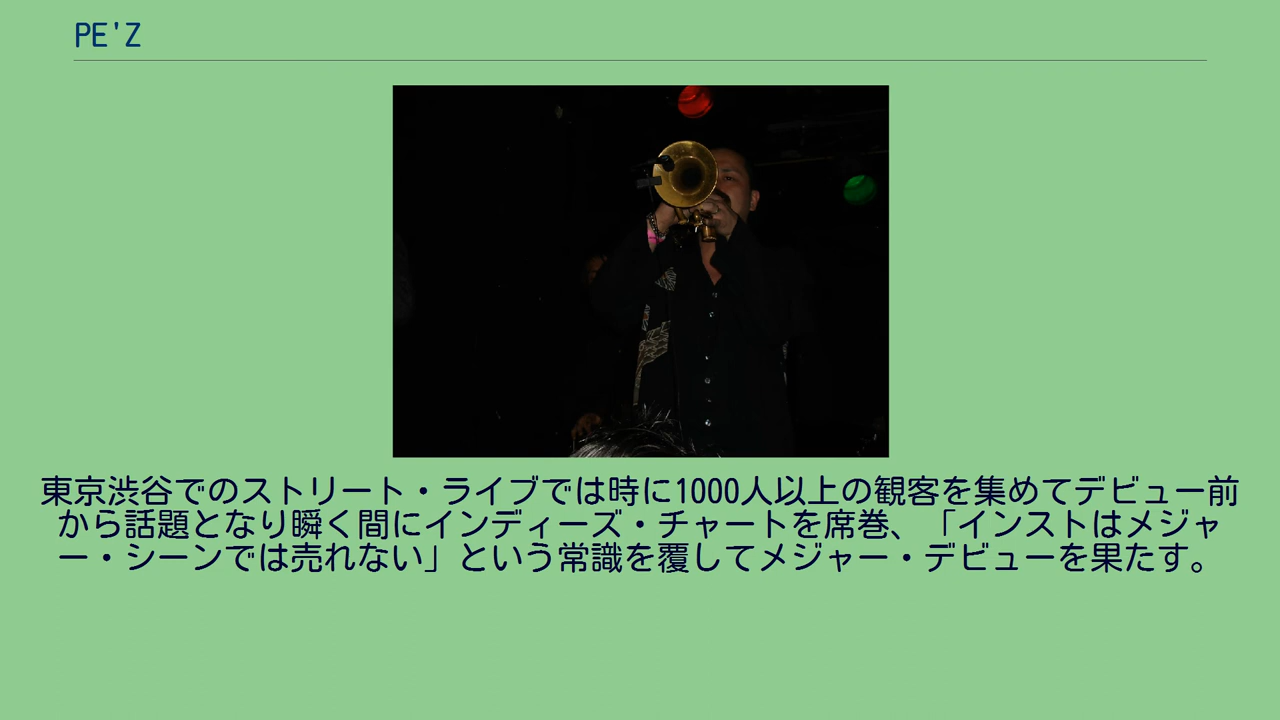 PE'Z
東京渋谷でのストリート・ライブでは時に1000人以上の観客を集めてデビュー前
から話題となり瞬く間にインディーズ・チャートを席巻、「インストはメジャ
ー・シーンでは売れない」という常識を覆してメジャー・デビューを果たす。